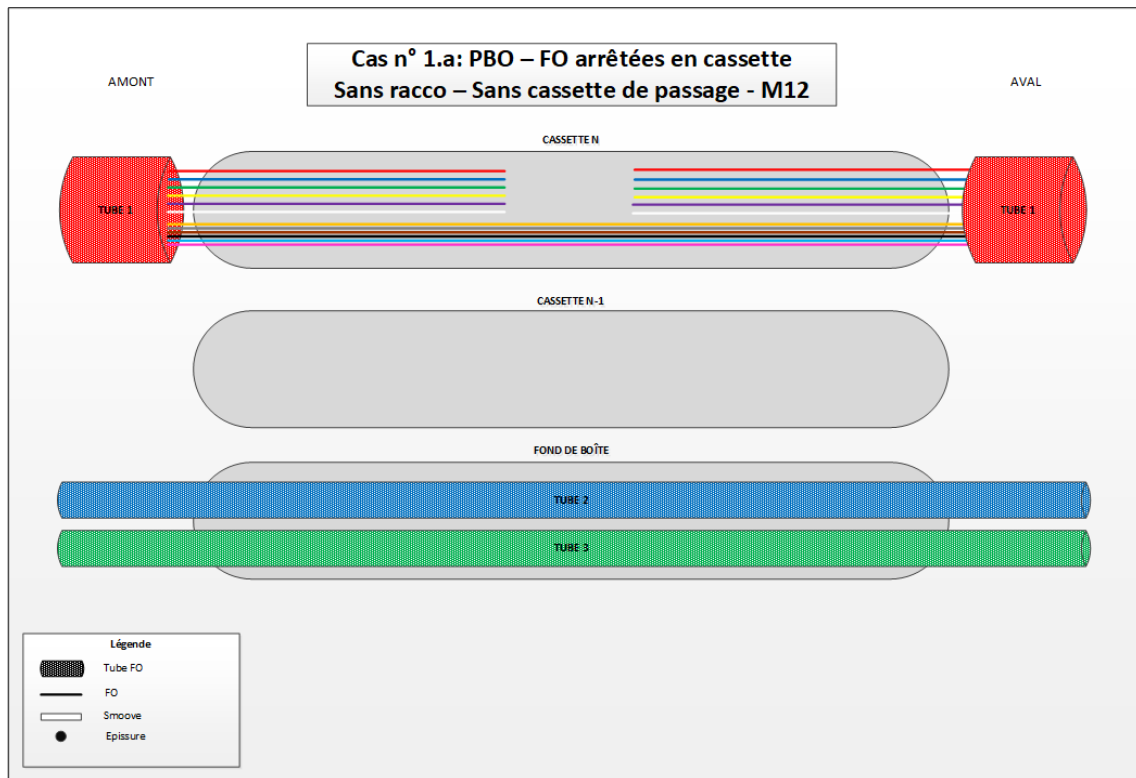 Cas n° 1.a: PBO – FO arrêtées en cassette
Sans racco – Sans cassette de passage - M12
AMONT
AVAL
CASSETTE N
TUBE 1
TUBE 1
CASSETTE N-1
FOND DE BOÎTE
TUBE 2
TUBE 3
Légende
Tube FO
FO
Smoove
Epissure